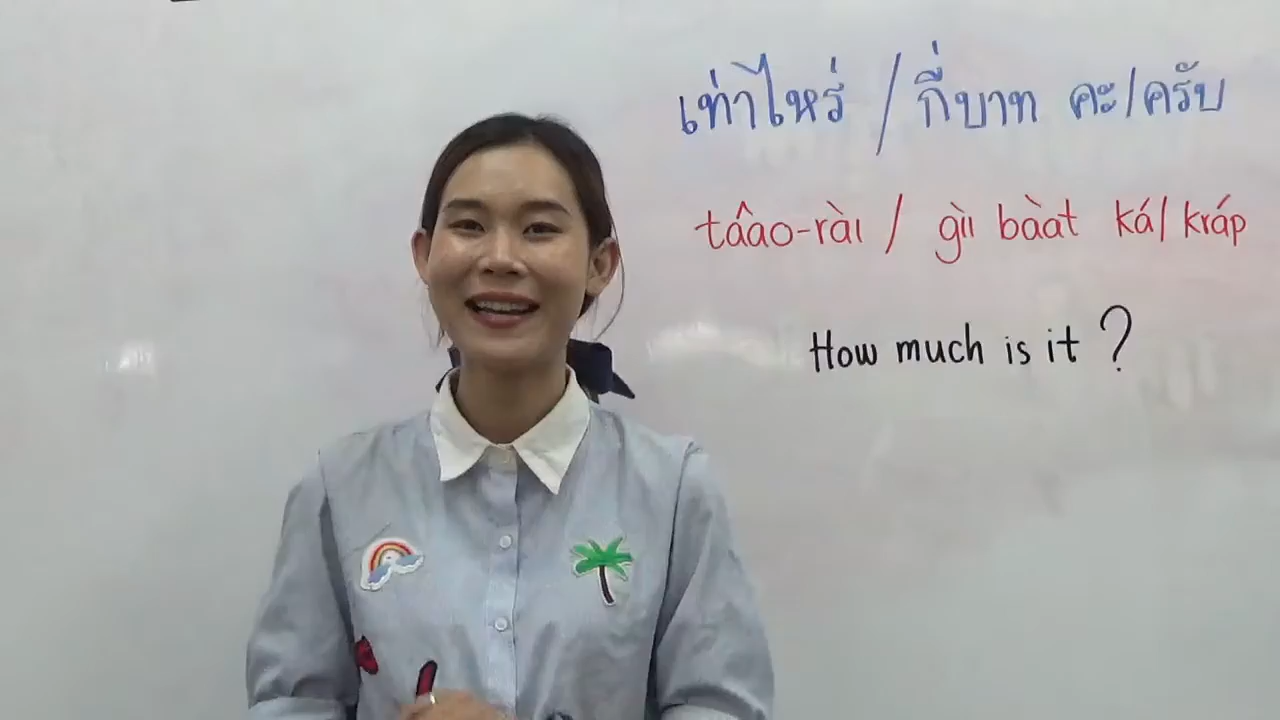 เท่าไหร่ / กี่บาท คะ/ครับ
tâao-rài / gìi bàat ká/ kráp
How much is it ?